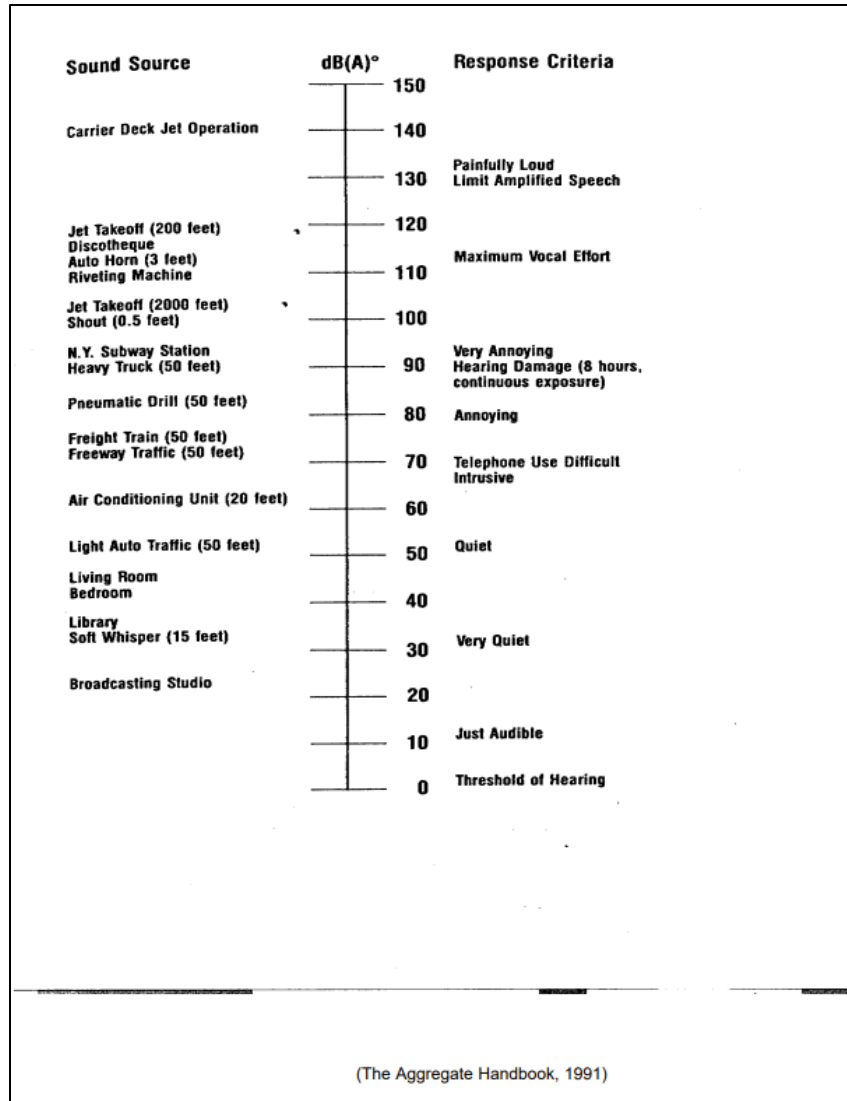 Sound Source dB(A)° Response Criteria
150
Carrier Deck Jet Operation 140
Painfully Loud
130 Limit Amplified Speech
120
Jet Takeoff (200 feet)
Discotheque
Auto Horn (3 feet) Maximum Vocal Effort
Riveting Machine 110
Jet Takeoff (2000 feet)
Shout (0.5 feet) 100
N.Y. Subway Station Very Annoying
Heavy Truck (50 feet) 90 Hearing Damage (8 hours,
continuous exposure)
Pneumatic Drill (50 feet)
80 Annoying
Freight Train (50 feet)
Freeway Traffic (50 feet)
70 Telephone Use Difficult
Intrusive
Air Conditioning Unit (20 feet)
60
Light Auto Traffic (50 feet) 50 Quiet
Living Room
Bedroom 40
Library
Soft Whisper (15 feet) 30 Very Quiet
Broadcasting Studio
20
10 Just Audible
0 Threshold of Hearing
(The Aggregate Handbook, 1991)